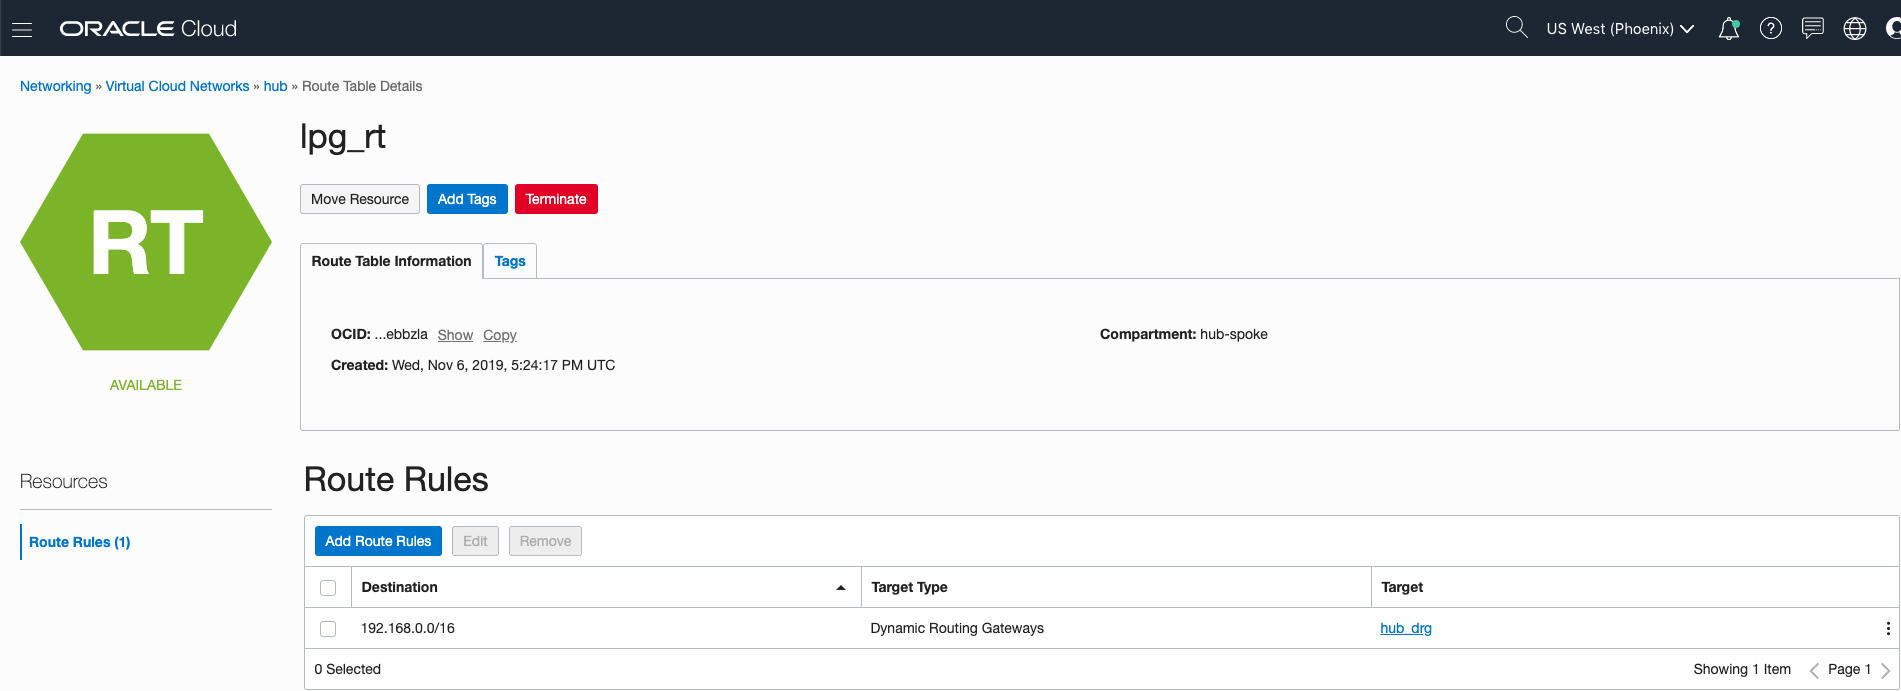 ORACLE Cloud
US West (Phoenix)
Networking » Virtual Cloud Networks » hub » Route Table Details
RT
AVAILABLE
lpg_rt
Move Resource Add Tags Terminate
Route Table Information Tags
OCID: ...ebbzla Show Copy
Compartment: hub-spoke
Created: Wed, Nov 6, 2019, 5:24:17 PM UTC
Resources
Route Rules (1)
Route Rules
Add Route Rules Edit Remove
Destination Target Type Target
192.168.0.0/16 Dynamic Routing Gateways hub_drg
0 Selected Showing 1 Item Page 1